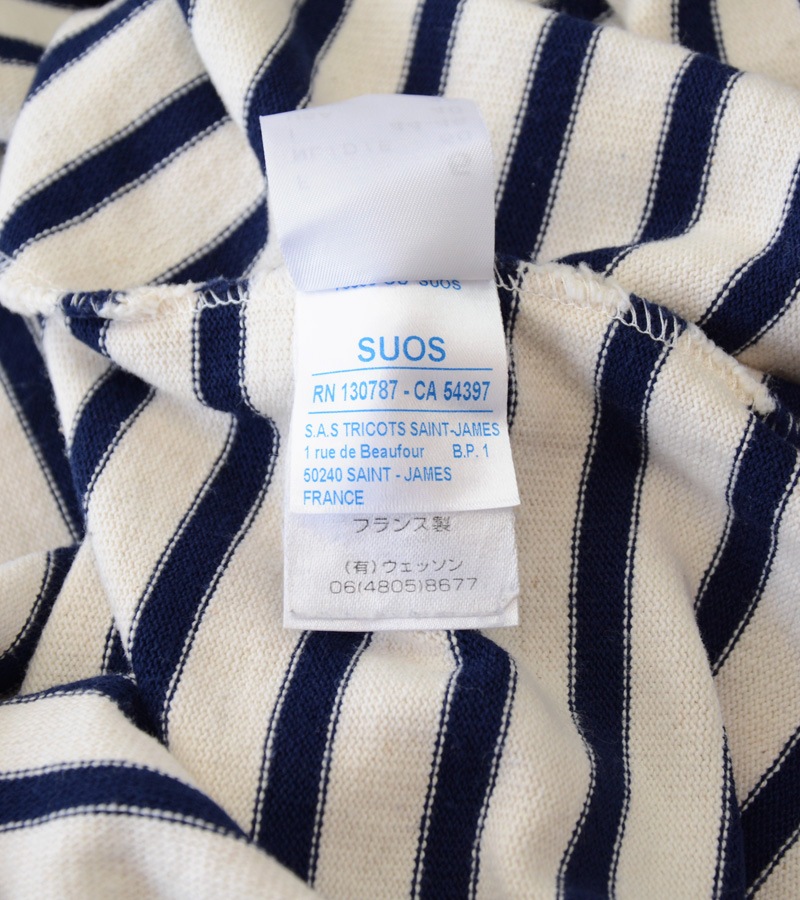 SUOS
SUOS
RN 130787 - CA 54397
S.A.S TRICOTS SAINT-JAMES
1 rue de Beaufour B.P. 1
50240 SAINT - JAMES
FRANCE
フランス製
(有)ウェッソン
06(4805)8677